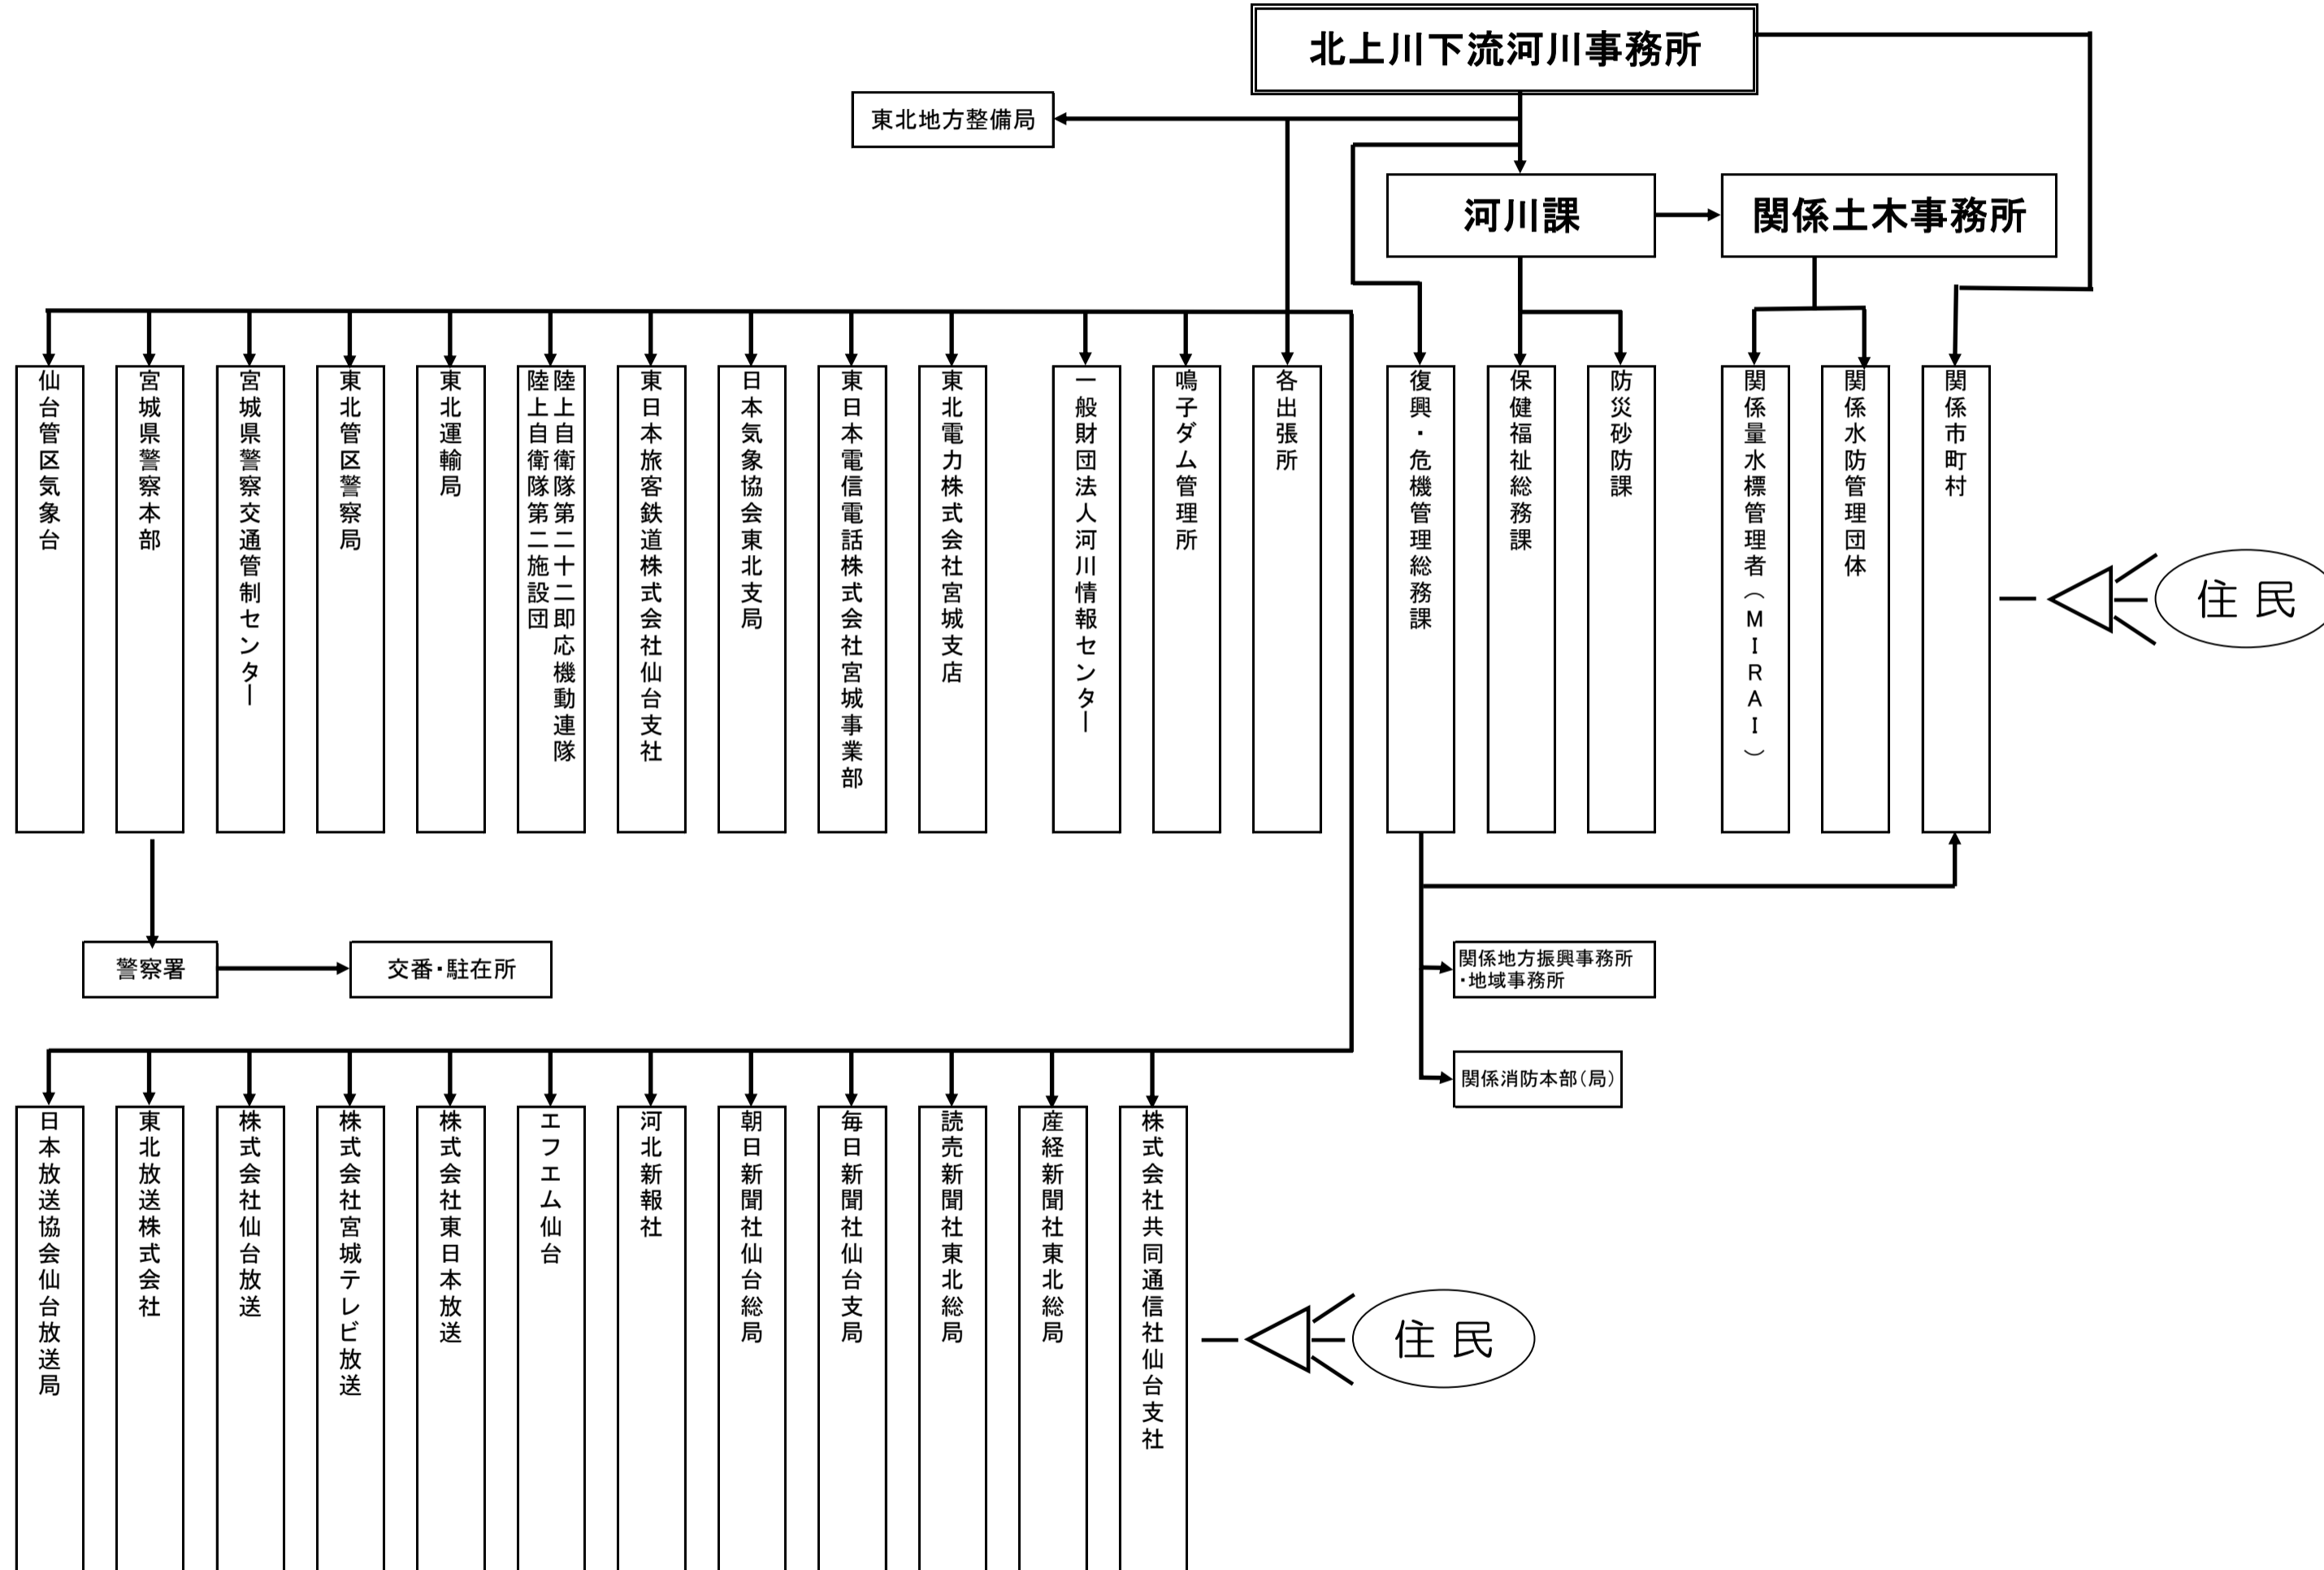 北上川下流河川事務所
東北地方整備局
河川課
関係土木事務所
仙台管区気象台
宮城県警察本部
宮城県警察交通管制センター
東北管区警察局
東北運輸局
陸上自衛隊第二十二即応機動連隊
陸上自衛隊第二施設団
東日本旅客鉄道株式会社仙台支社
日本気象協会東北支局
東日本電信電話株式会社宮城事業部
東北電力株式会社宮城支店
一般財団法人河川情報センター
鳴子ダム管理所
各出張所
復興・危機管理総務課
保健福祉総務課
防災砂防課
関係量水標管理者（ＭＩＲＡＩ）
関係水防管理団体
関係市町村
住民
警察署
交番・駐在所
関係地方振興事務所
・地域事務所
関係消防本部（局）
日本放送協会仙台放送局
東北放送株式会社
株式会社仙台放送
株式会社宮城テレビ放送
株式会社東日本放送
エフエム仙台
河北新報社
朝日新聞社仙台総局
毎日新聞社仙台支局
読売新聞社東北総局
産経新聞社東北総局
株式会社共同通信社仙台支社
住民